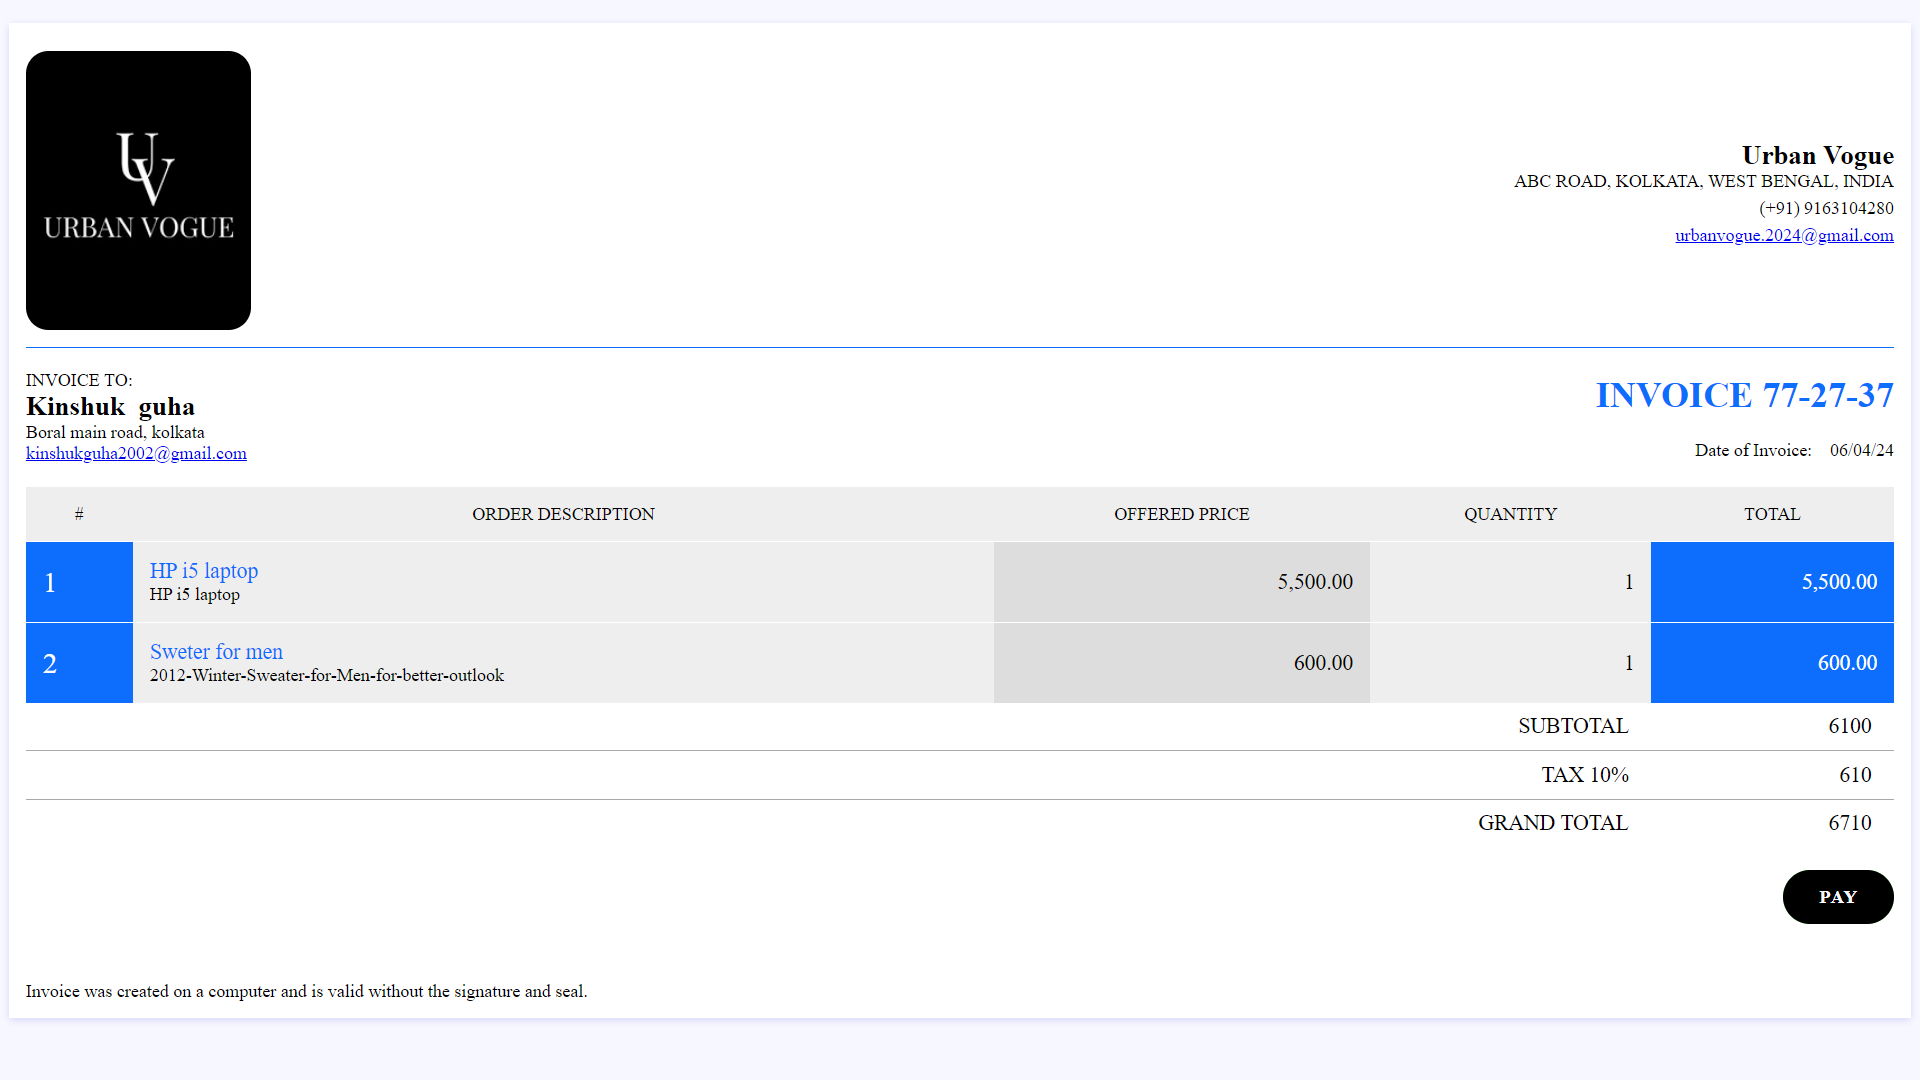 UV
URBAN VOGUE
Urban Vogue
ABC ROAD, KOLKATA, WEST BENGAL, INDIA
(+91) 9163104280
urbanvogue.2024@gmail.com
INVOICE TO:
Kinshuk  guha
Boral main road, kolkata
kinshukguha2002@gmail.com
INVOICE 77-27-37
Date of Invoice: 06/04/24
# ORDER DESCRIPTION OFFERED PRICE QUANTITY TOTAL
1 HP i5 laptop 5,500.00 1 5,500.00
HP i5 laptop
2 Sweter for men 600.00 1 600.00
2012-Winter-Sweater-for-Men-for-better-outlook
SUBTOTAL 6100
TAX 10% 610
GRAND TOTAL 6710
PAY
Invoice was created on a computer and is valid without the signature and seal.